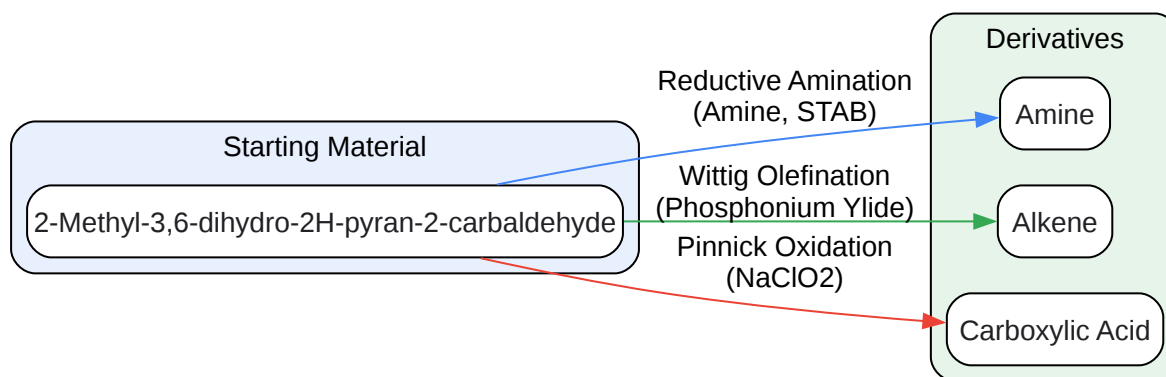 Derivatives
Reductive Amination
(Amine, STAB)
Amine
Starting Material
2-Methyl-3,6-dihydro-2H-pyran-2-carbaldehyde
Wittig Olefination
(Phosphonium Ylide)
Alkene
Pinnick Oxidation
(NaClO2)
Carboxylic Acid